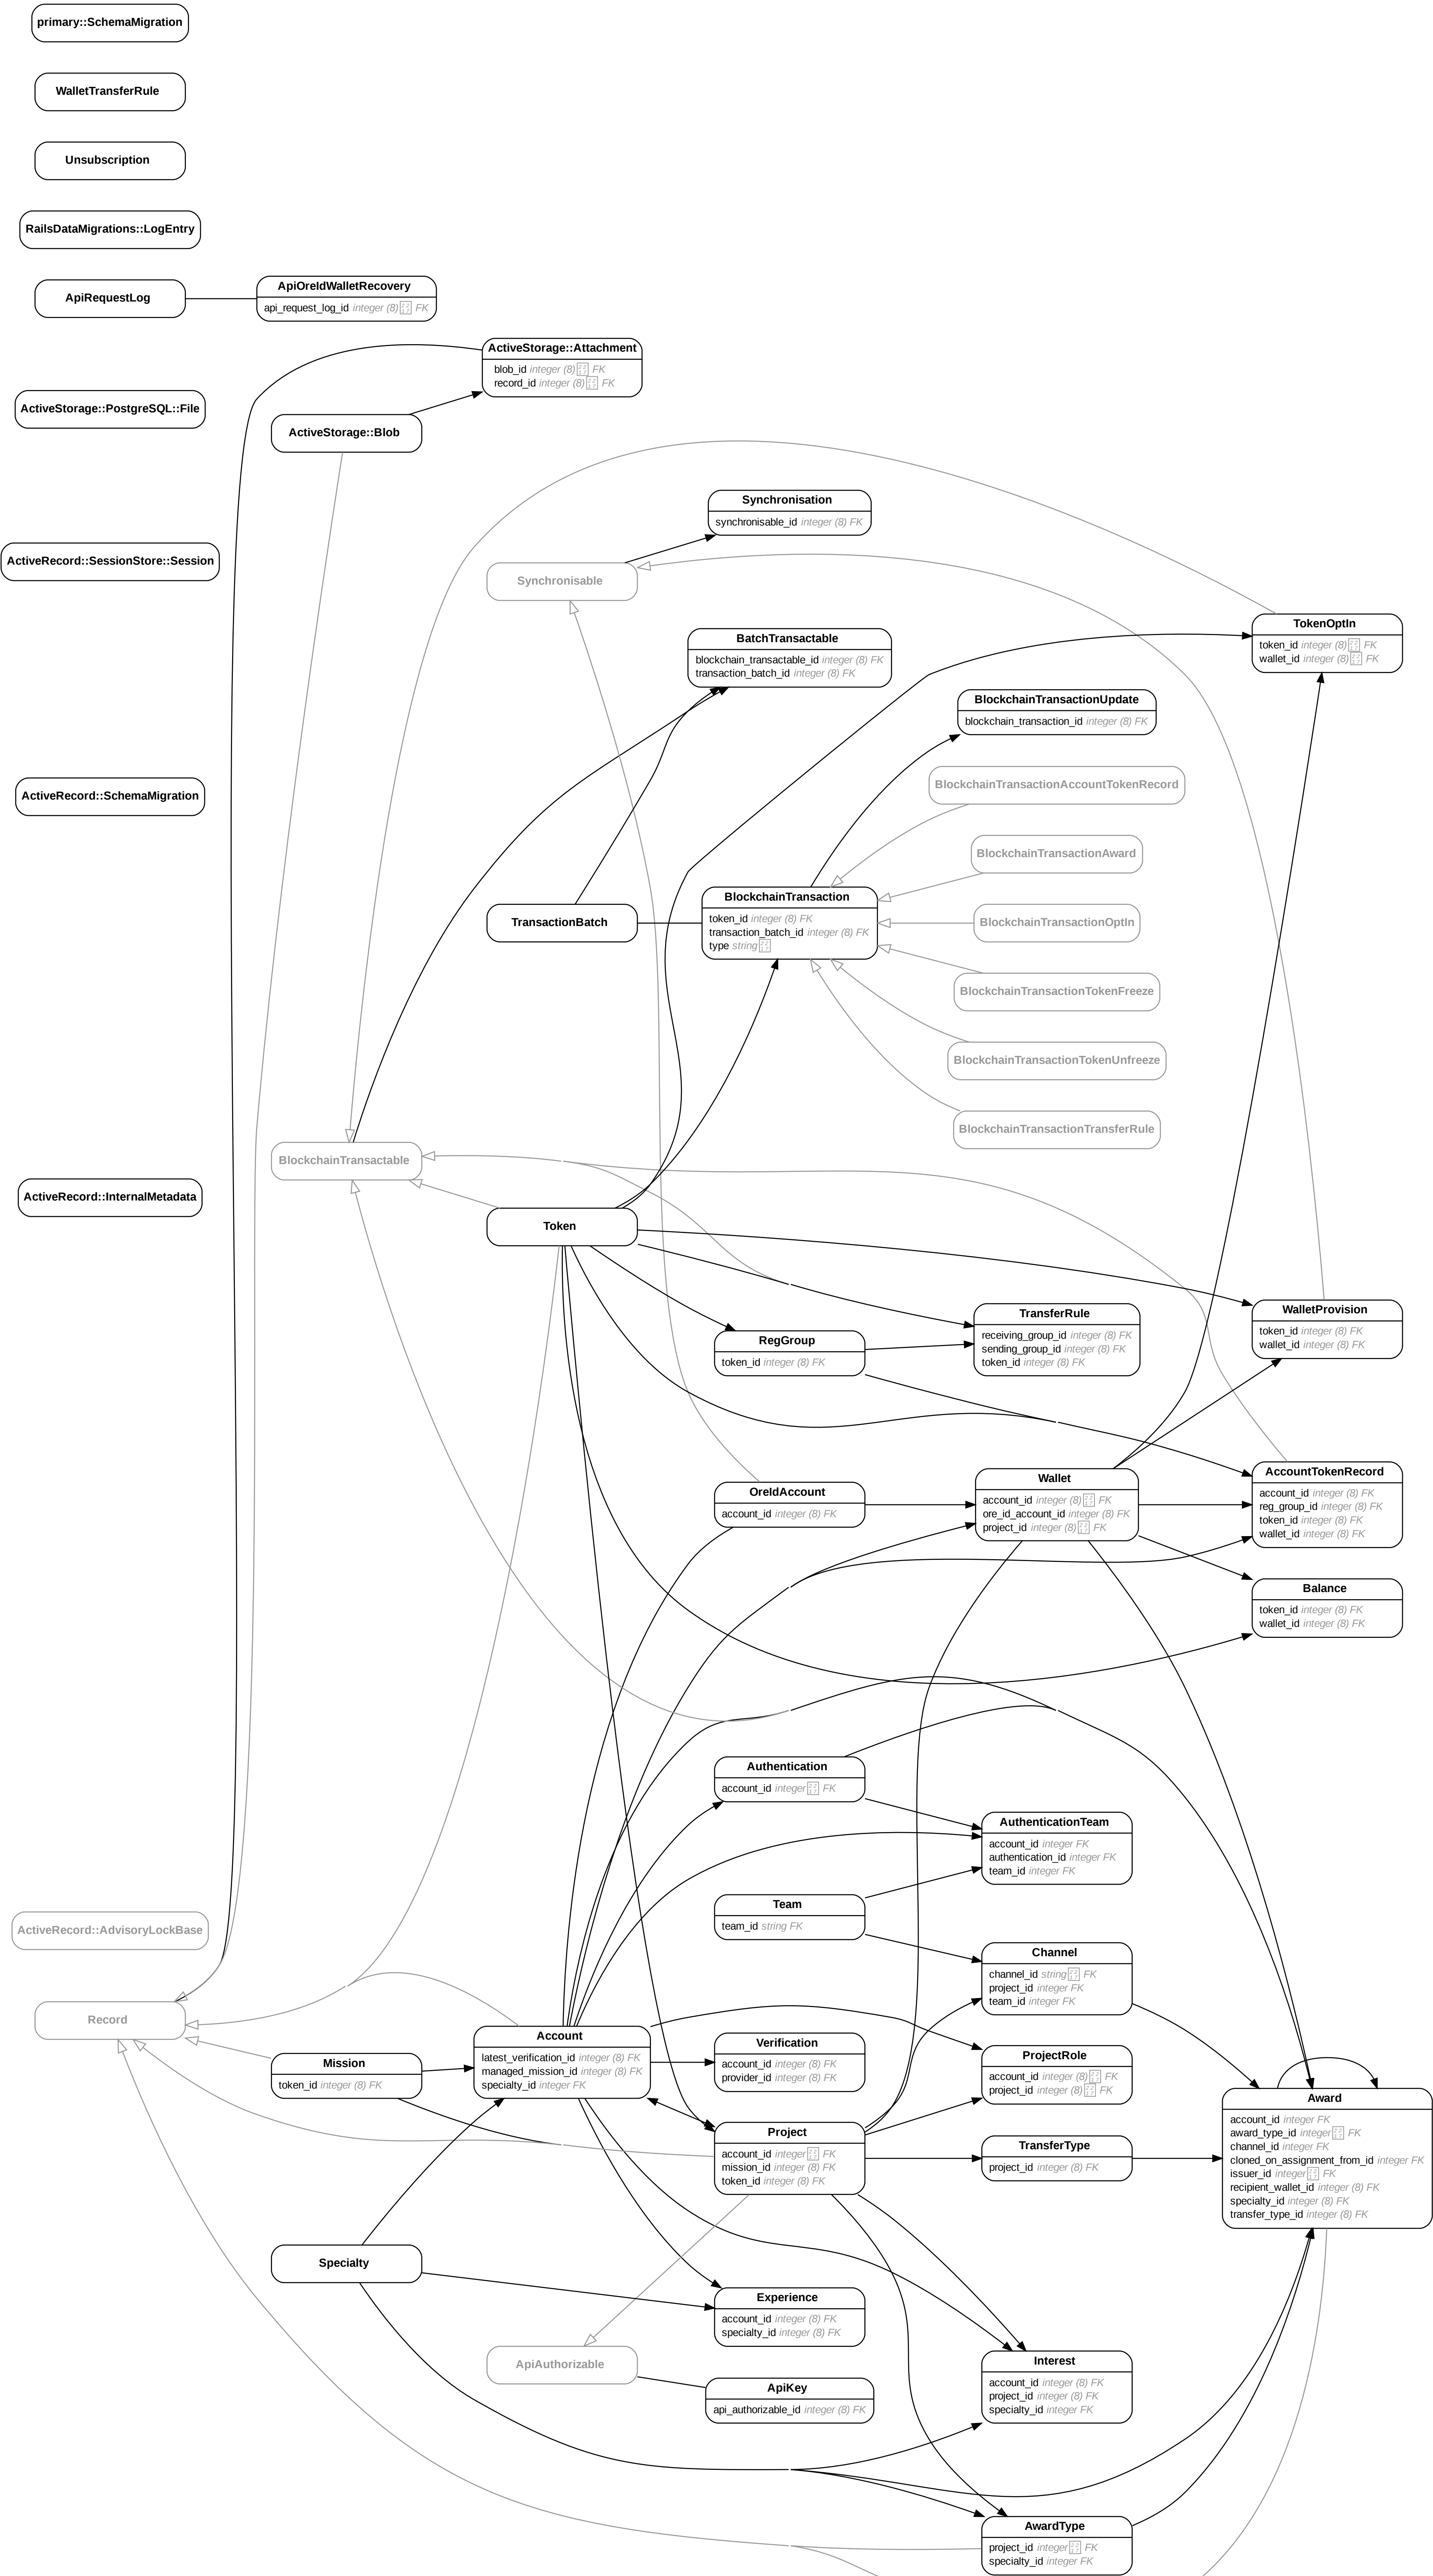 primary::SchemaMigration
WalletTransferRule
Unsubscription
RailsDataMigrations::LogEntry
ApiRequestLog
ApiOreIdWalletRecovery
api_request_log_id integer (8) FK
ActiveStorage::Attachment
blob_id integer (8) FK
record_id integer (8) FK
ActiveStorage::PostgreSQL::File
ActiveStorage::Blob
Synchronisation
synchronisable_id integer (8) FK
ActiveRecord::SessionStore::Session
Synchronisable
TokenOptIn
token_id integer (8) FK
wallet_id integer (8) FK
BatchTransactable
blockchain_transactable_id integer (8) FK
transaction_batch_id integer (8) FK
BlockchainTransactionUpdate
blockchain_transaction_id integer (8) FK
ActiveRecord::SchemaMigration
BlockchainTransactionAccountTokenRecord
BlockchainTransactionAward
TransactionBatch
BlockchainTransaction
token_id integer (8) FK
transaction_batch_id integer (8) FK
type string
BlockchainTransactionOptIn
BlockchainTransactionTokenFreeze
BlockchainTransactionTokenUnfreeze
BlockchainTransactionTransferRule
BlockchainTransactable
ActiveRecord::InternalMetadata
Token
TransferRule
receiving_group_id integer (8) FK
sending_group_id integer (8) FK
token_id integer (8) FK
WalletProvision
token_id integer (8) FK
wallet_id integer (8) FK
RegGroup
token_id integer (8) FK
OreIdAccount
account_id integer (8) FK
Wallet
account_id integer (8) FK
ore_id_account_id integer (8) FK
project_id integer (8) FK
AccountTokenRecord
account_id integer (8) FK
reg_group_id integer (8) FK
token_id integer (8) FK
wallet_id integer (8) FK
Balance
token_id integer (8) FK
wallet_id integer (8) FK
Authentication
account_id integer FK
AuthenticationTeam
account_id integer FK
authentication_id integer FK
team_id integer FK
Team
team_id string FK
ActiveRecord::AdvisoryLockBase
Channel
channel_id string FK
project_id integer FK
team_id integer FK
Record
Mission
token_id integer (8) FK
Account
latest_verification_id integer (8) FK
managed_mission_id integer (8) FK
specialty_id integer FK
Verification
account_id integer (8) FK
provider_id integer (8) FK
ProjectRole
account_id integer (8) FK
project_id integer (8) FK
Project
account_id integer FK
mission_id integer (8) FK
token_id integer (8) FK
TransferType
project_id integer (8) FK
Award
account_id integer FK
award_type_id integer FK
channel_id integer FK
cloned_on_assignment_from_id integer FK
issuer_id integer FK
recipient_wallet_id integer (8) FK
specialty_id integer (8) FK
transfer_type_id integer (8) FK
Specialty
Experience
account_id integer (8) FK
specialty_id integer (8) FK
ApiAuthorizable
ApiKey
api_authorizable_id integer (8) FK
Interest
account_id integer (8) FK
project_id integer (8) FK
specialty_id integer FK
AwardType
project_id integer FK
specialty_id integer FK